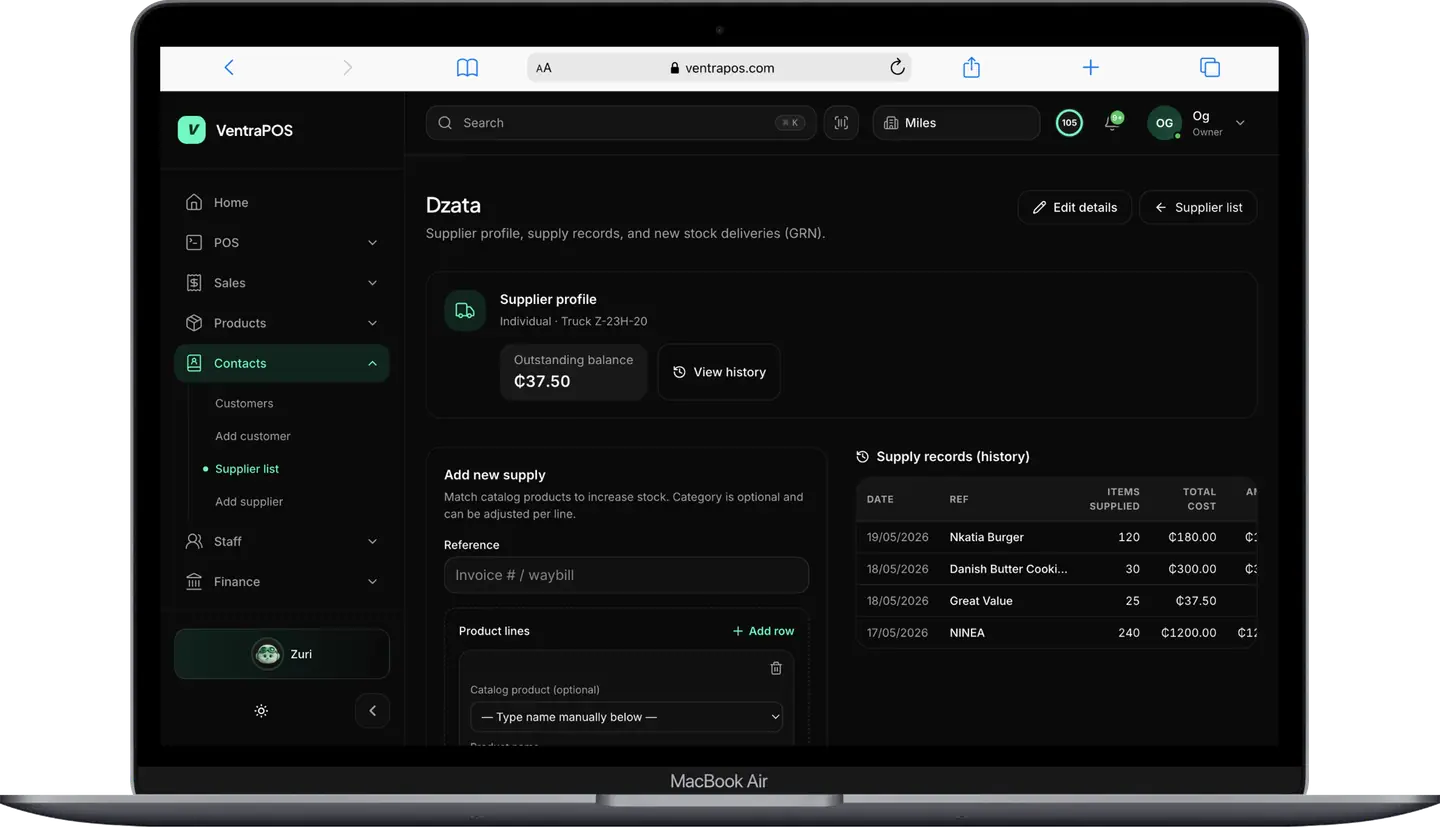 AA
ventrapos.com
V
VentraPOS
Search
⌘ K
Miles
105
9+
OG
Og
Owner
Home
POS
Sales
Products
Contacts
Customers
Add customer
Supplier list
Add supplier
Staff
Finance
Zuri
Dzata
Supplier profile, supply records, and new stock deliveries (GRN).
Edit details
Supplier list
Supplier profile
Individual · Truck Z-23H-20
Outstanding balance
₵37.50
View history
Add new supply
Match catalog products to increase stock. Category is optional and
can be adjusted per line.
Reference
Invoice # / waybill
Product lines
+ Add row
Catalog product (optional)
— Type name manually below —
Supply records (history)
DATE REF ITEMS SUPPLIED TOTAL COST
19/05/2026 Nkatia Burger 120 ₵180.00
18/05/2026 Danish Butter Cooki... 30 ₵300.00
18/05/2026 Great Value 25 ₵37.50
17/05/2026 NINEA 240 ₵1200.00
MacBook Air